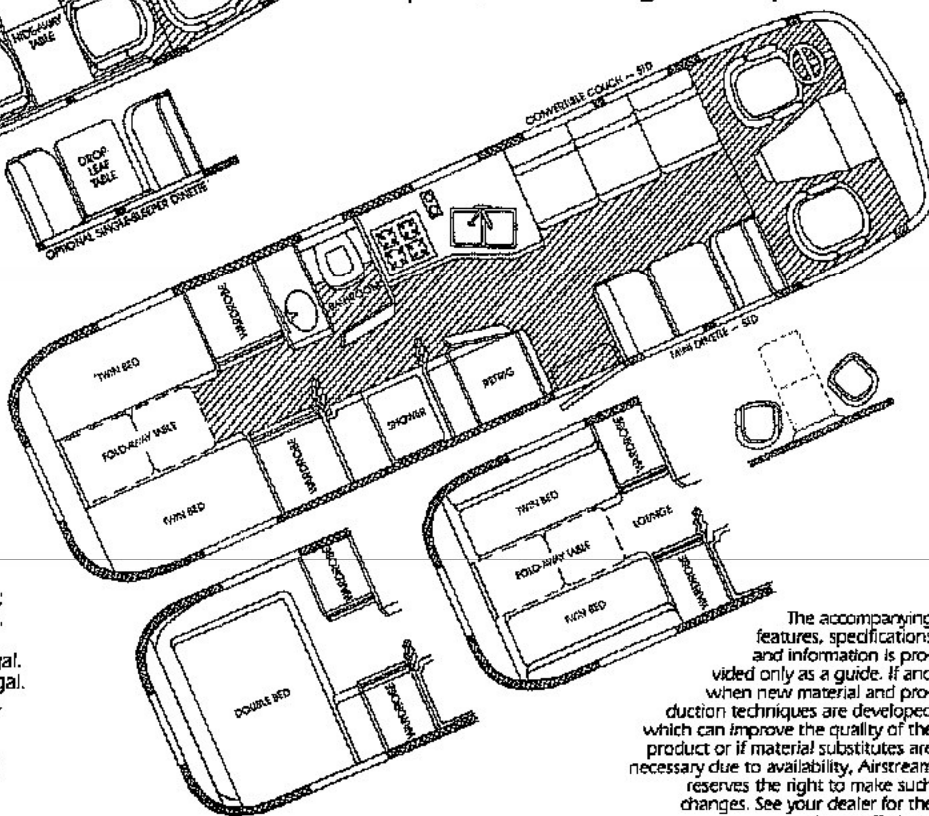 HIDE-AWAY
TABLE
DROP
LEAF
TABLE
OPTIONAL SINGLE-SLEEPER DINETTE
CONVERTIBLE COUCH — STD
WARDROBE
BATHROOM
TWIN BED
FOLD-AWAY TABLE
TWIN BED
WARDROBE
SHOWER
REFRIG
MINI DINETTE — STD
TWIN BED
WARDROBE
LOUNGE
FOLD-AWAY TABLE
TWIN BED
WARDROBE
WARDROBE
DOUBLE BED
WARDROBE
gal.
gal.
The accompanying
features, specifications
and information is pro-
vided only as a guide. If and
when new material and pro-
duction techniques are developed
which can improve the quality of the
product or if material substitutes are
necessary due to availability, Airstream
reserves the right to make such
changes. See your dealer for the